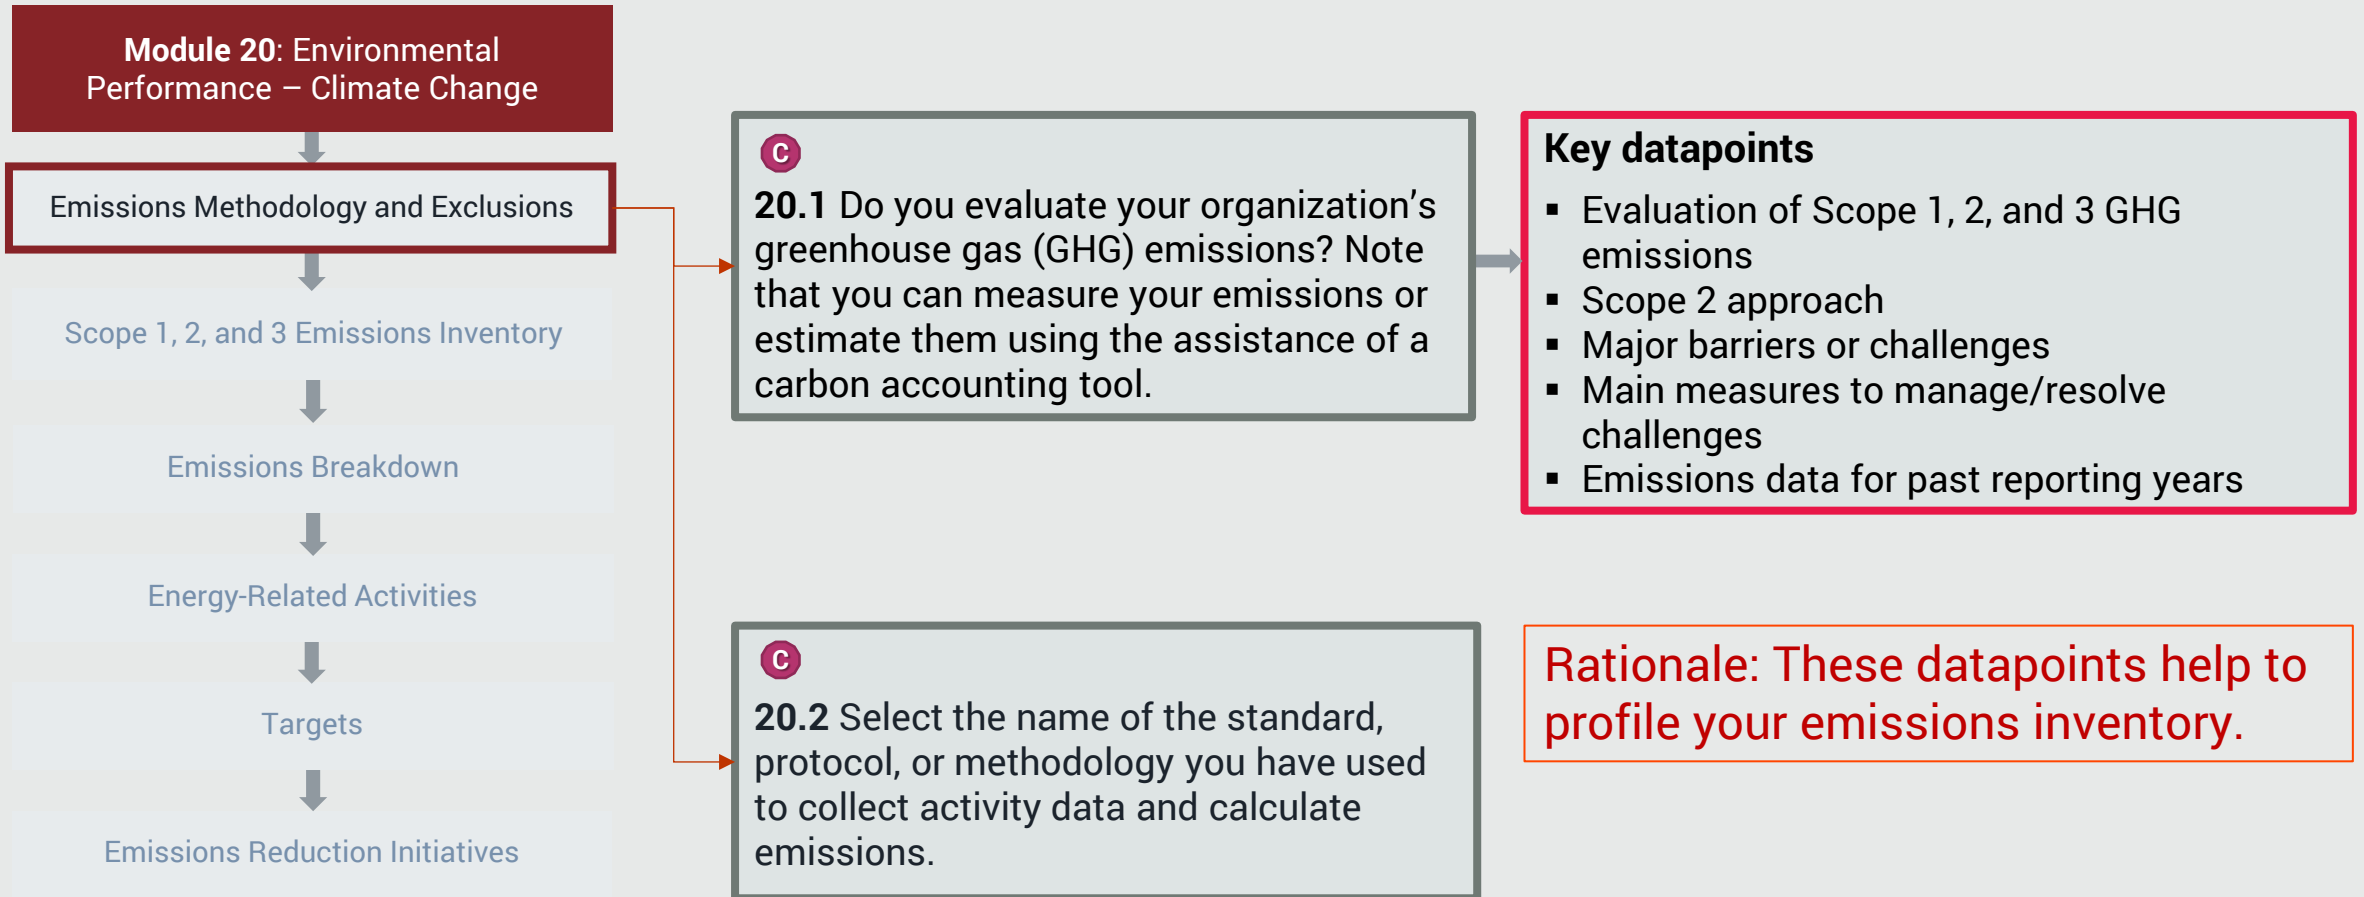 Module 20: Environmental
Performance – Climate Change
Emissions Methodology and Exclusions
Scope 1, 2, and 3 Emissions Inventory
Emissions Breakdown
Energy-Related Activities
Targets
Emissions Reduction Initiatives
C
20.1 Do you evaluate your organization's
greenhouse gas (GHG) emissions? Note
that you can measure your emissions or
estimate them using the assistance of a
carbon accounting tool.
C
20.2 Select the name of the standard,
protocol, or methodology you have used
to collect activity data and calculate
emissions.
Key datapoints
▪ Evaluation of Scope 1, 2, and 3 GHG
emissions
▪ Scope 2 approach
▪ Major barriers or challenges
▪ Main measures to manage/resolve
challenges
▪ Emissions data for past reporting years
Rationale: These datapoints help to
profile your emissions inventory.